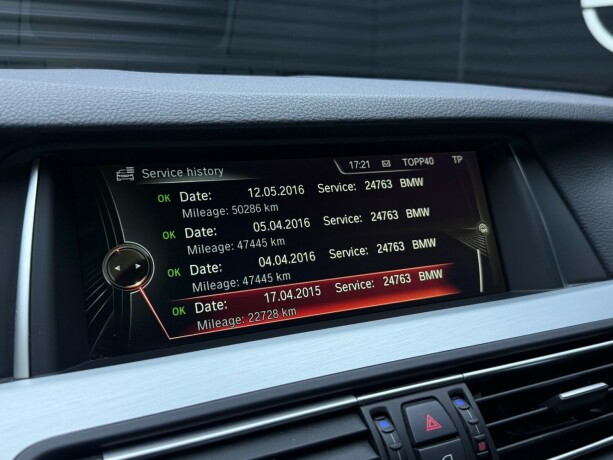 Service history
17:21 TOPP40 TP
OK Date: 12.05.2016 Service: 24763 BMW
Mileage: 50286 km
OK Date: 05.04.2016 Service: 24763 BMW
Mileage: 47445 km
OK Date: 04.04.2016 Service: 24763 BMW
Mileage: 47445 km
OK Date: 17.04.2015 Service: 24763 BMW
Mileage: 22728 km